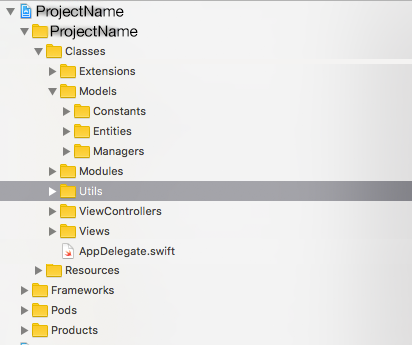 ProjectName
ProjectName
Classes
Extensions
Models
Constants
Entities
Managers
Modules
Utils
ViewControllers
Views
AppDelegate.swift
Resources
Frameworks
Pods
Products